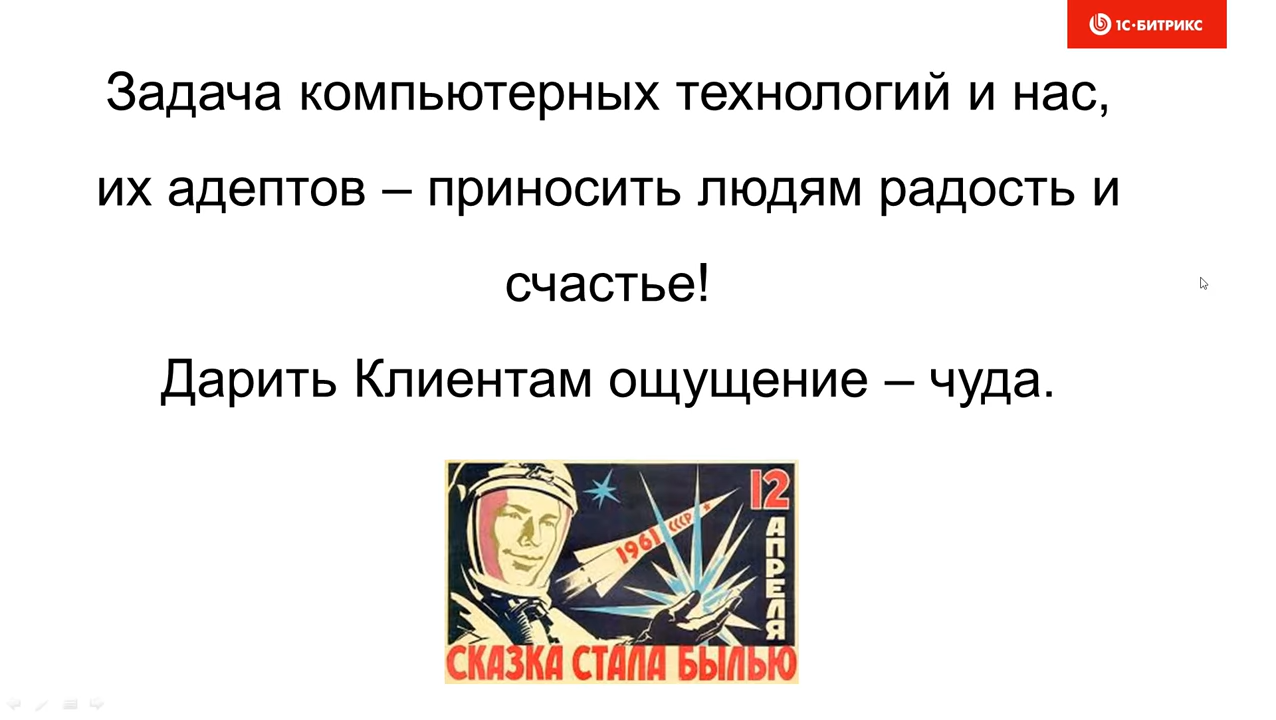 1С·БИТРИКС
Задача компьютерных технологий и нас,
их адептов – приносить людям радость и
счастье!
Дарить Клиентам ощущение – чуда.
12
АПРЕЛЯ
1961 СССР
СКАЗКА СТАЛА БЫЛЬЮ